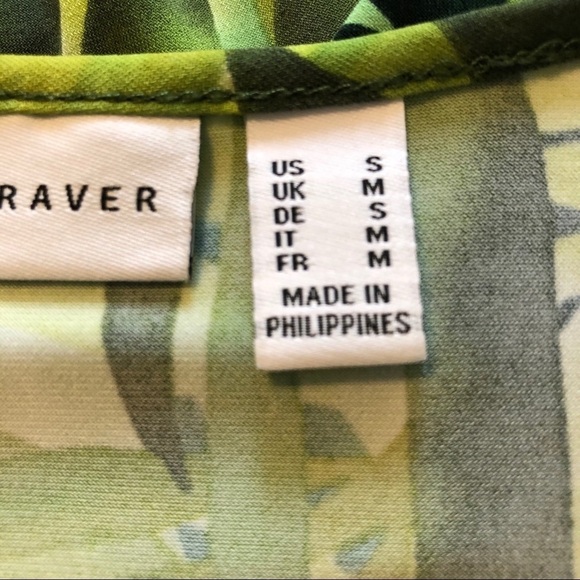 RAVER
US S
UK M
DE S
IT M
FR M
MADE IN
PHILIPPINES